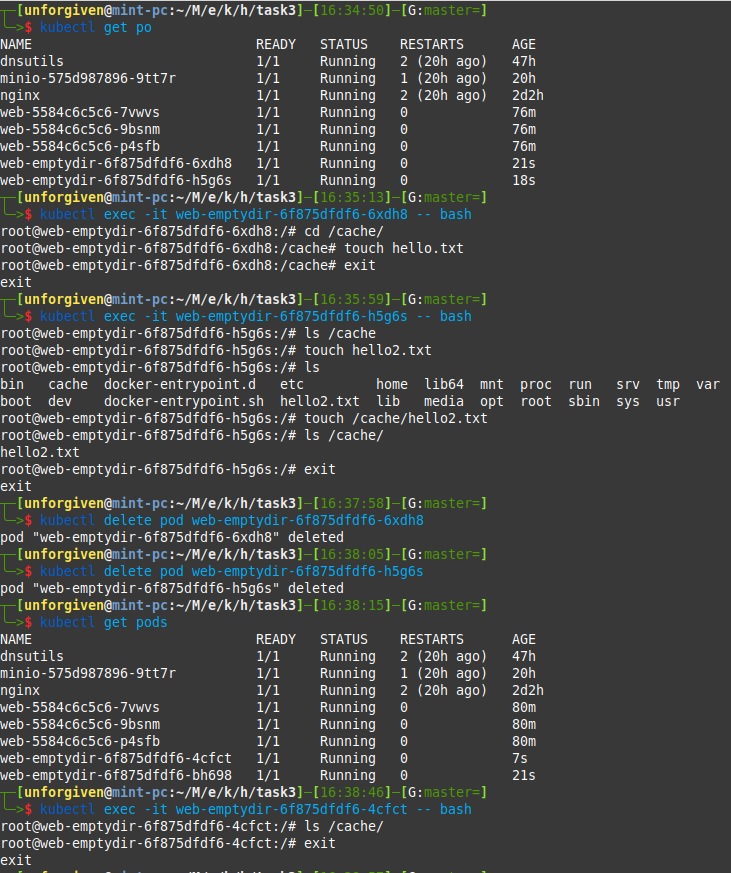 [unforgiven@mint-pc:~/M/e/k/h/task3]-[16:34:50]-[G:master=]
$ kubectl get po
NAME READY STATUS RESTARTS AGE
dnsutils 1/1 Running 2 (20h ago) 47h
minio-575d987896-9tt7r 1/1 Running 1 (20h ago) 20h
nginx 1/1 Running 2 (20h ago) 2d2h
web-5584c6c5c6-7vwvs 1/1 Running 0 76m
web-5584c6c5c6-9bsnm 1/1 Running 0 76m
web-5584c6c5c6-p4sfb 1/1 Running 0 76m
web-emptydir-6f875dfdf6-6xdh8 1/1 Running 0 21s
web-emptydir-6f875dfdf6-h5g6s 1/1 Running 0 18s
[unforgiven@mint-pc:~/M/e/k/h/task3]-[16:35:13]-[G:master=]
$ kubectl exec -it web-emptydir-6f875dfdf6-6xdh8 -- bash
root@web-emptydir-6f875dfdf6-6xdh8:/# cd /cache/
root@web-emptydir-6f875dfdf6-6xdh8:/cache# touch hello.txt
root@web-emptydir-6f875dfdf6-6xdh8:/cache# exit
exit
[unforgiven@mint-pc:~/M/e/k/h/task3]-[16:35:59]-[G:master=]
$ kubectl exec -it web-emptydir-6f875dfdf6-h5g6s -- bash
root@web-emptydir-6f875dfdf6-h5g6s:/# ls /cache
root@web-emptydir-6f875dfdf6-h5g6s:/# touch hello2.txt
root@web-emptydir-6f875dfdf6-h5g6s:/# ls
bin cache docker-entrypoint.d etc home lib64 mnt proc run srv tmp var
boot dev docker-entrypoint.sh hello2.txt lib media opt root sbin sys usr
root@web-emptydir-6f875dfdf6-h5g6s:/# touch /cache/hello2.txt
root@web-emptydir-6f875dfdf6-h5g6s:/# ls /cache/
hello2.txt
root@web-emptydir-6f875dfdf6-h5g6s:/# exit
exit
[unforgiven@mint-pc:~/M/e/k/h/task3]-[16:37:58]-[G:master=]
$ kubectl delete pod web-emptydir-6f875dfdf6-6xdh8
pod "web-emptydir-6f875dfdf6-6xdh8" deleted
[unforgiven@mint-pc:~/M/e/k/h/task3]-[16:38:05]-[G:master=]
$ kubectl delete pod web-emptydir-6f875dfdf6-h5g6s
pod "web-emptydir-6f875dfdf6-h5g6s" deleted
[unforgiven@mint-pc:~/M/e/k/h/task3]-[16:38:15]-[G:master=]
$ kubectl get pods
NAME READY STATUS RESTARTS AGE
dnsutils 1/1 Running 2 (20h ago) 47h
minio-575d987896-9tt7r 1/1 Running 1 (20h ago) 20h
nginx 1/1 Running 2 (20h ago) 2d2h
web-5584c6c5c6-7vwvs 1/1 Running 0 80m
web-5584c6c5c6-9bsnm 1/1 Running 0 80m
web-5584c6c5c6-p4sfb 1/1 Running 0 80m
web-emptydir-6f875dfdf6-4cfct 1/1 Running 0 7s
web-emptydir-6f875dfdf6-bh698 1/1 Running 0 21s
[unforgiven@mint-pc:~/M/e/k/h/task3]-[16:38:46]-[G:master=]
$ kubectl exec -it web-emptydir-6f875dfdf6-4cfct -- bash
root@web-emptydir-6f875dfdf6-4cfct:/# ls /cache/
root@web-emptydir-6f875dfdf6-4cfct:/# exit
exit